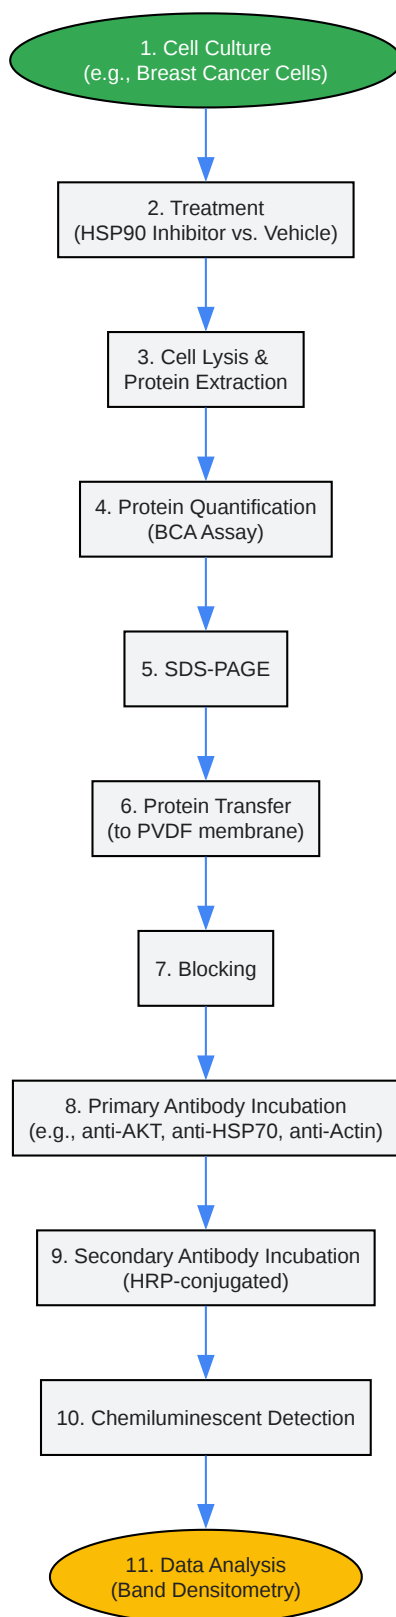 1. Cell Culture
(e.g., Breast Cancer Cells)
2. Treatment
(HSP90 Inhibitor vs. Vehicle)
3. Cell Lysis &
Protein Extraction
4. Protein Quantification
(BCA Assay)
5. SDS-PAGE
6. Protein Transfer
(to PVDF membrane)
7. Blocking
8. Primary Antibody Incubation
(e.g., anti-AKT, anti-HSP70, anti-Actin)
9. Secondary Antibody Incubation
(HRP-conjugated)
10. Chemiluminescent Detection
11. Data Analysis
(Band Densitometry)